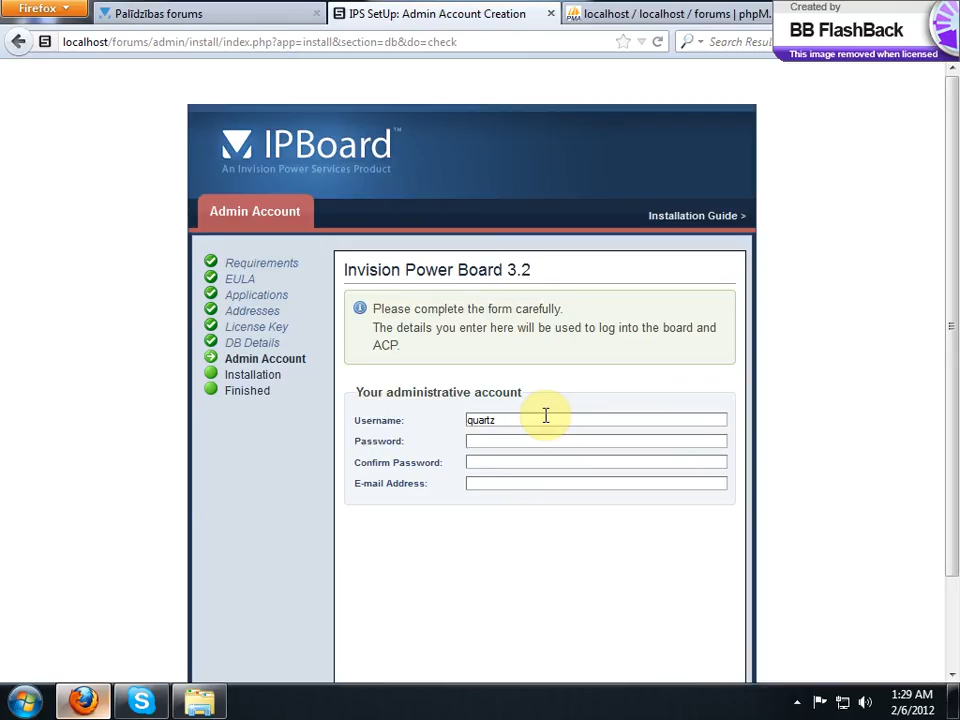 Firefox
Palīdzības forums
IPS SetUp: Admin Account Creation
localhost / localhost / forums | phpM.
Created by
BB FlashBack
This image removed when licensed
localhost/forums/admin/install/index.php?app=install&section=db&do=check
Search Resul
IPBoard™
An Invision Power Services Product
Admin Account
Installation Guide >
Requirements
EULA
Applications
Addresses
License Key
DB Details
Admin Account
Installation
Finished
Invision Power Board 3.2
Please complete the form carefully.
The details you enter here will be used to log into the board and
ACP.
Your administrative account
Username:
quartz
Password:
Confirm Password:
E-mail Address:
1:29 AM
2/6/2012